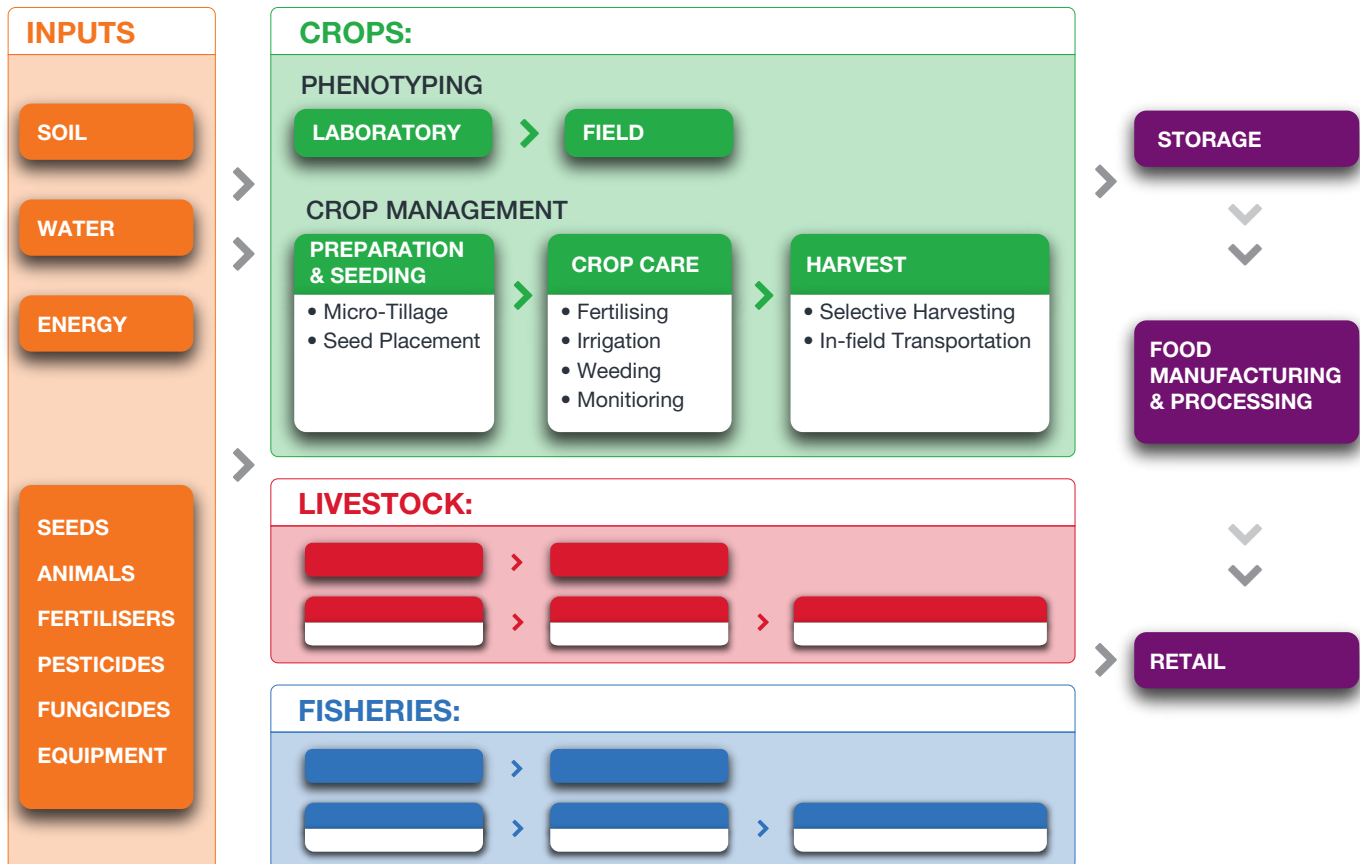 INPUTS
SOIL
WATER
ENERGY
SEEDS
ANIMALS
FERTILISERS
PESTICIDES
FUNGICIDES
EQUIPMENT
CROPS:
PHENOTYPING
LABORATORY
FIELD
CROP MANAGEMENT
PREPARATION
& SEEDING
• Micro-Tillage
• Seed Placement
CROP CARE
• Fertilising
• Irrigation
• Weeding
• Monitioring
HARVEST
• Selective Harvesting
• In-field Transportation
LIVESTOCK:
FISHERIES:
STORAGE
FOOD
MANUFACTURING
& PROCESSING
RETAIL